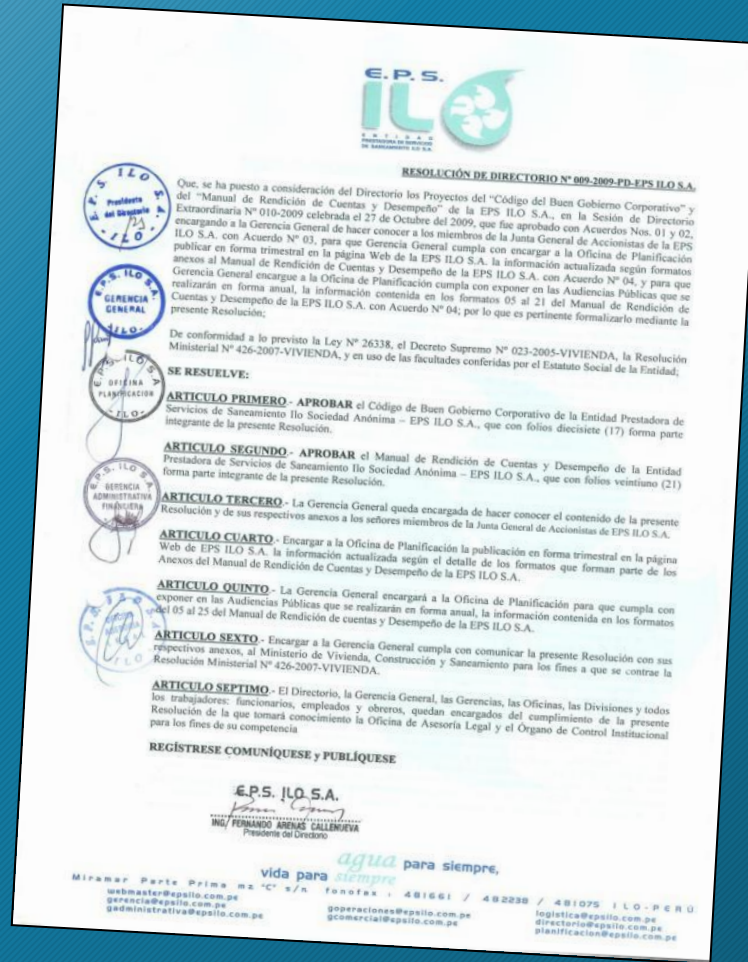 E.P.S.
ILO
ENTIDAD
PRESTADORA DE SERVICIOS
DE SANEAMIENTO ILO S.A.
RESOLUCIÓN DE DIRECTORIO Nº 009-2009-PD-EPS ILO S.A.
Que, se ha puesto a consideración del Directorio los Proyectos del "Código del Buen Gobierno Corporativo" y
del "Manual de Rendición de Cuentas y Desempeño" de la EPS ILO S.A., en la Sesión de Directorio
Extraordinaria Nº 010-2009 celebrada el 27 de Octubre del 2009, que fue aprobado con Acuerdos Nos. 01 y 02,
encargando a la Gerencia General de hacer conocer a los miembros de la Junta General de Accionistas de la EPS
ILO S.A. con Acuerdo Nº 03, para que Gerencia General cumpla con encargar a la Oficina de Planificación
publicar en forma trimestral en la página Web de la EPS ILO S.A. la información actualizada según formatos
anexos al Manual de Rendición de Cuentas y Desempeño de la EPS ILO S.A. con Acuerdo Nº 04, y para que
Gerencia General encargue a la Oficina de Planificación cumpla con exponer en las Audiencias Públicas que se
realizarán en forma anual, la información contenida en los formatos 05 al 21 del Manual de Rendición de
Cuentas y Desempeño de la EPS ILO S.A. con Acuerdo Nº 04; por lo que es pertinente formalizarlo mediante la
presente Resolución;
De conformidad a lo previsto la Ley Nº 26338, el Decreto Supremo Nº 023-2005-VIVIENDA, la Resolución
Ministerial Nº 426-2007-VIVIENDA, y en uso de las facultades conferidas por el Estatuto Social de la Entidad;
SE RESUELVE:
ARTICULO PRIMERO.- APROBAR el Código de Buen Gobierno Corporativo de la Entidad Prestadora de
Servicios de Saneamiento Ilo Sociedad Anónima – EPS ILO S.A., que con folios diecisiete (17) forma parte
integrante de la presente Resolución.
ARTICULO SEGUNDO.- APROBAR el Manual de Rendición de Cuentas y Desempeño de la Entidad
Prestadora de Servicios de Saneamiento Ilo Sociedad Anónima – EPS ILO S.A., que con folios veintiuno (21)
forma parte integrante de la presente Resolución.
ARTICULO TERCERO.- La Gerencia General queda encargada de hacer conocer el contenido de la presente
Resolución y de sus respectivos anexos a los señores miembros de la Junta General de Accionistas de EPS ILO S.A.
ARTICULO CUARTO.- Encargar a la Oficina de Planificación la publicación en forma trimestral en la página
Web de EPS ILO S.A. la información actualizada según el detalle de los formatos que forman parte de los
Anexos del Manual de Rendición de Cuentas y Desempeño de la EPS ILO S.A.
ARTICULO QUINTO.- La Gerencia General encargará a la Oficina de Planificación para que cumpla con
exponer en las Audiencias Públicas que se realizarán en forma anual, la información contenida en los formatos
del 05 al 25 del Manual de Rendición de cuentas y Desempeño de la EPS ILO S.A.
ARTICULO SEXTO.- Encargar a la Gerencia General cumpla con comunicar la presente Resolución con sus
respectivos anexos, al Ministerio de Vivienda, Construcción y Saneamiento para los fines a que se contrae la
Resolución Ministerial Nº 426-2007-VIVIENDA.
ARTICULO SEPTIMO.- El Directorio, la Gerencia General, las Gerencias, las Oficinas, las Divisiones y todos
los trabajadores: funcionarios, empleados y obreros, quedan encargados del cumplimiento de la presente
Resolución de la que tomará conocimiento la Oficina de Asesoría Legal y el Órgano de Control Institucional
para los fines de su competencia
REGÍSTRESE COMUNÍQUESE y PUBLÍQUESE
E.P.S. ILO S.A.
Presidente
del Directorio
ILO
E.P.S. ILO S.A.
GERENCIA
GENERAL
ILO
E.P.S. ILO S.A.
OFICINA
PLANIFICACION
ILO
E.P.S. ILO S.A.
GERENCIA
ADMINISTRATIVA
FINANCIERA
E.P.S. ILO S.A.
ILO
E.P.S. ILO S.A.
ING/ FERNANDO ARENAS CALLENUEVA
Presidente del Directorio
agua para siempre,
vida para siempre
Miramar Parte Prima mz "C" s/n fonofax : 481661 / 482238 / 481075 ILO-PERÚ
webmaster@epsilo.com.pe
gerencia@epsilo.com.pe
gadministrativa@epsilo.com.pe
goperaciones@epsilo.com.pe
gcomercial@epsilo.com.pe
logistica@epsilo.com.pe
directorio@epsilo.com.pe
planificacion@epsilo.com.pe